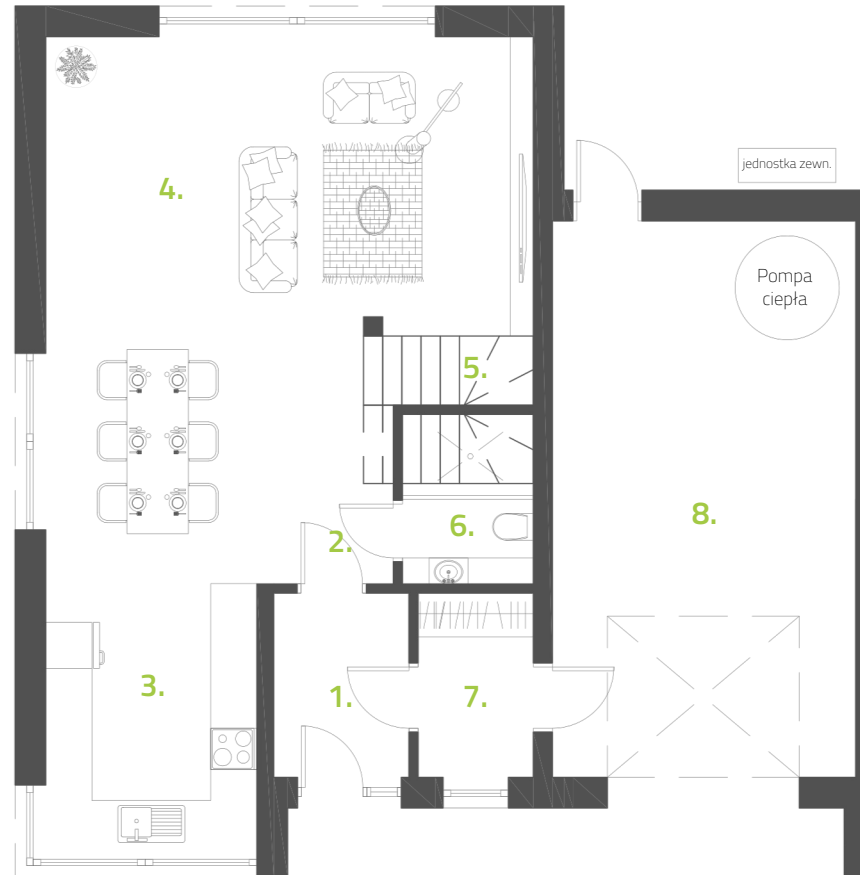 jednostka zewn.
4.
Pompa
ciepła
5.
8.
6.
2.
3.
1.
7.